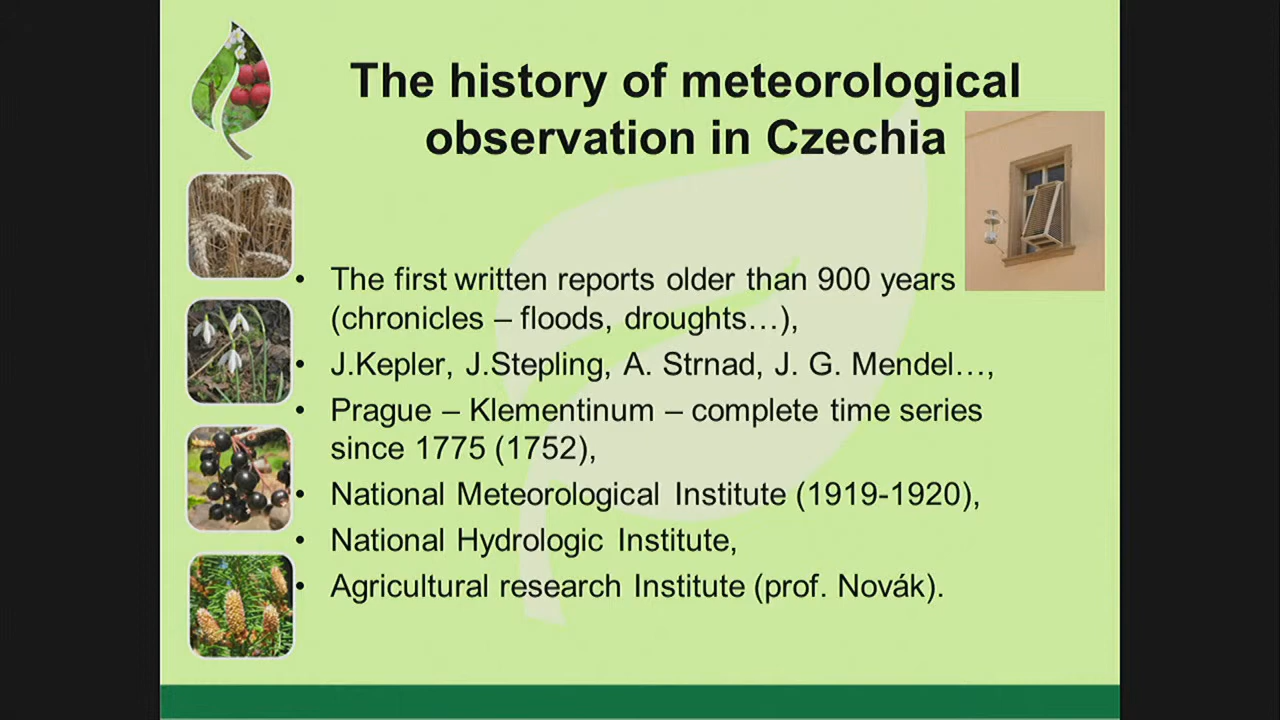 The history of meteorological
observation in Czechia
• The first written reports older than 900 years
(chronicles – floods, droughts…),
• J.Kepler, J.Stepling, A. Strnad, J. G. Mendel…,
• Prague – Klementinum – complete time series
since 1775 (1752),
• National Meteorological Institute (1919-1920),
• National Hydrologic Institute,
• Agricultural research Institute (prof. Novák).